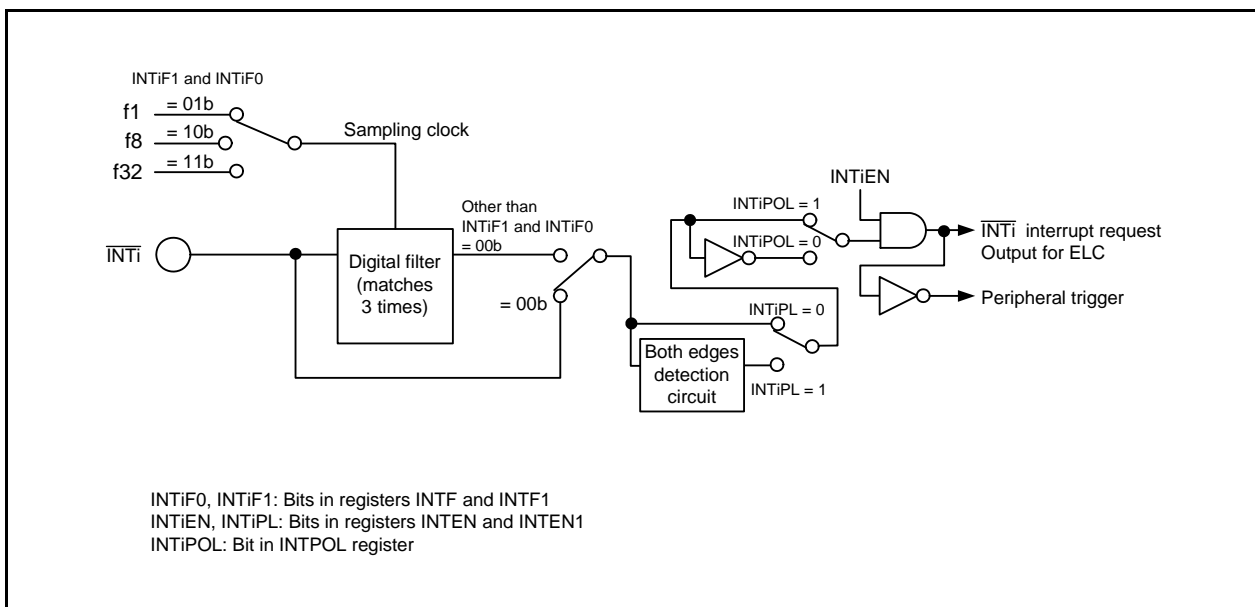 INTiF1 and INTiF0
f1
= 01b
f8
= 10b
f32
= 11b
Sampling clock
INTi
Digital filter
(matches
3 times)
Other than
INTiF1 and INTiF0
= 00b
= 00b
Both edges
detection
circuit
INTiPL = 0
INTiPL = 1
INTiPOL = 1
INTiPOL = 0
INTiEN
INTi interrupt request
Output for ELC
Peripheral trigger
INTiF0, INTiF1: Bits in registers INTF and INTF1
INTiEN, INTiPL: Bits in registers INTEN and INTEN1
INTiPOL: Bit in INTPOL register